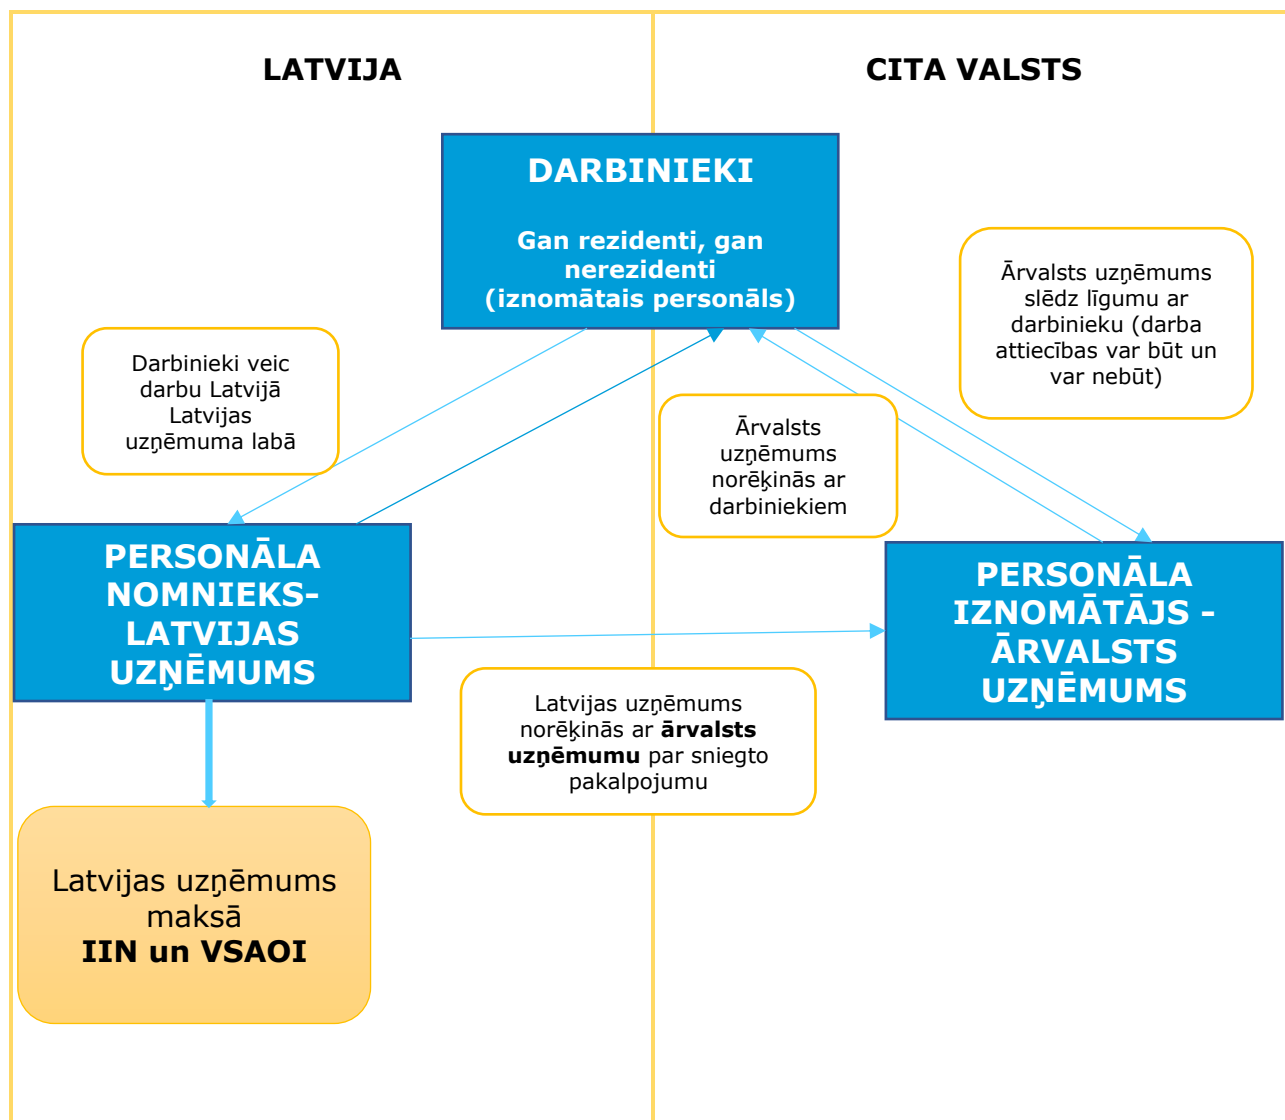 LATVIJA
CITA VALSTS
DARBINIEKI
Gan rezidenti, gan
nerezidenti
(iznomātais personāls)
Ārvalsts uzņēmums
slēdz līgumu ar
darbinieku (darba
attiecības var būt un
var nebūt)
Darbinieki veic
darbu Latvijā
Latvijas
uzņēmuma labā
Ārvalsts
uzņēmums
norēķinās ar
darbiniekiem
PERSONĀLA
NOMNIEKS–
LATVIJAS
UZŅĒMUMS
PERSONĀLA
IZNOMĀTĀJS –
ĀRVALSTS
UZŅĒMUMS
Latvijas uzņēmums
norēķinās ar ārvalsts
uzņēmumu par sniegto
pakalpojumu
Latvijas uzņēmums
maksā
IIN un VSAOI